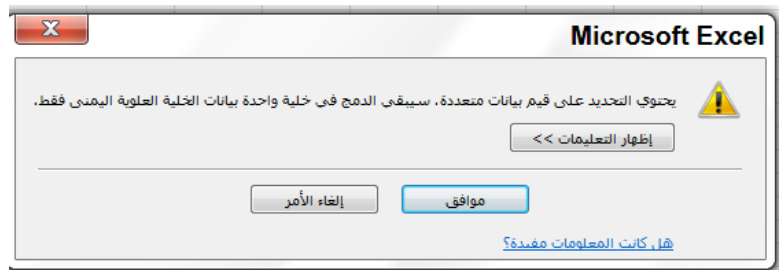 Microsoft Excel
يحتوي التحديد على قيم بيانات متعددة، سيبقي الدمج في خلية واحدة بيانات الخلية العلوية اليمنى فقط.
إظهار التعليمات >>
موافق
إلغاء الأمر
هل كانت المعلومات مفيدة؟